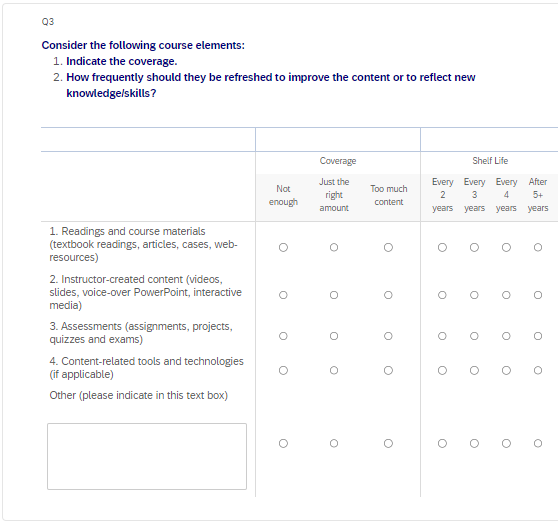 Q3
Consider the following course elements:
1. Indicate the coverage.
2. How frequently should they be refreshed to improve the content or to reflect new
knowledge/skills?
Coverage
Shelf Life
Not
enough
Just the
right
amount
Too much
content
Every
2
years
Every
3
years
Every
4
years
After
5+
years
1. Readings and course materials
(textbook readings, articles, cases, web-
resources)
2. Instructor-created content (videos,
slides, voice-over PowerPoint, interactive
media)
3. Assessments (assignments, projects,
quizzes and exams)
4. Content-related tools and technologies
(if applicable)
Other (please indicate in this text box)